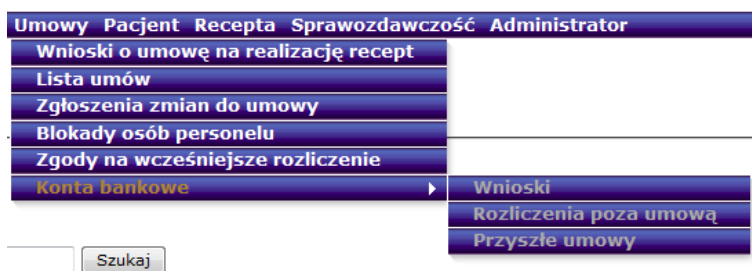 Umowy Pacjent Recepta Sprawozdawczość Administrator
Wnioski o umowę na realizację recept
Lista umów
Zgłoszenia zmian do umowy
Blokady osób personelu
Zgody na wcześniejsze rozliczenie
Konta bankowe
Wnioski
Rozliczenia poza umową
Przyszłe umowy
Szukaj